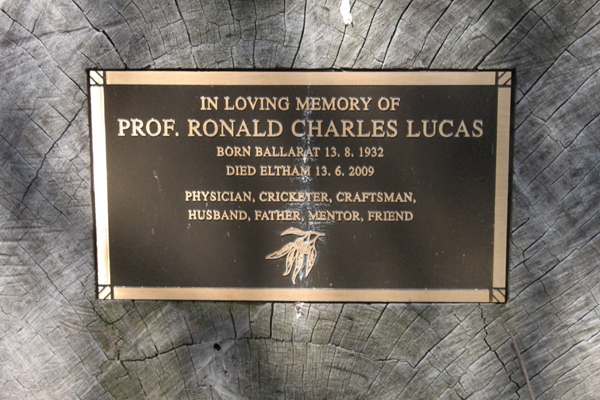 IN LOVING MEMORY OF
PROF. RONALD CHARLES LUCAS
BORN BALLARAT 13. 8. 1932
DIED ELTHAM 13. 6. 2009
PHYSICIAN, CRICKETER, CRAFTSMAN,
HUSBAND, FATHER, MENTOR, FRIEND